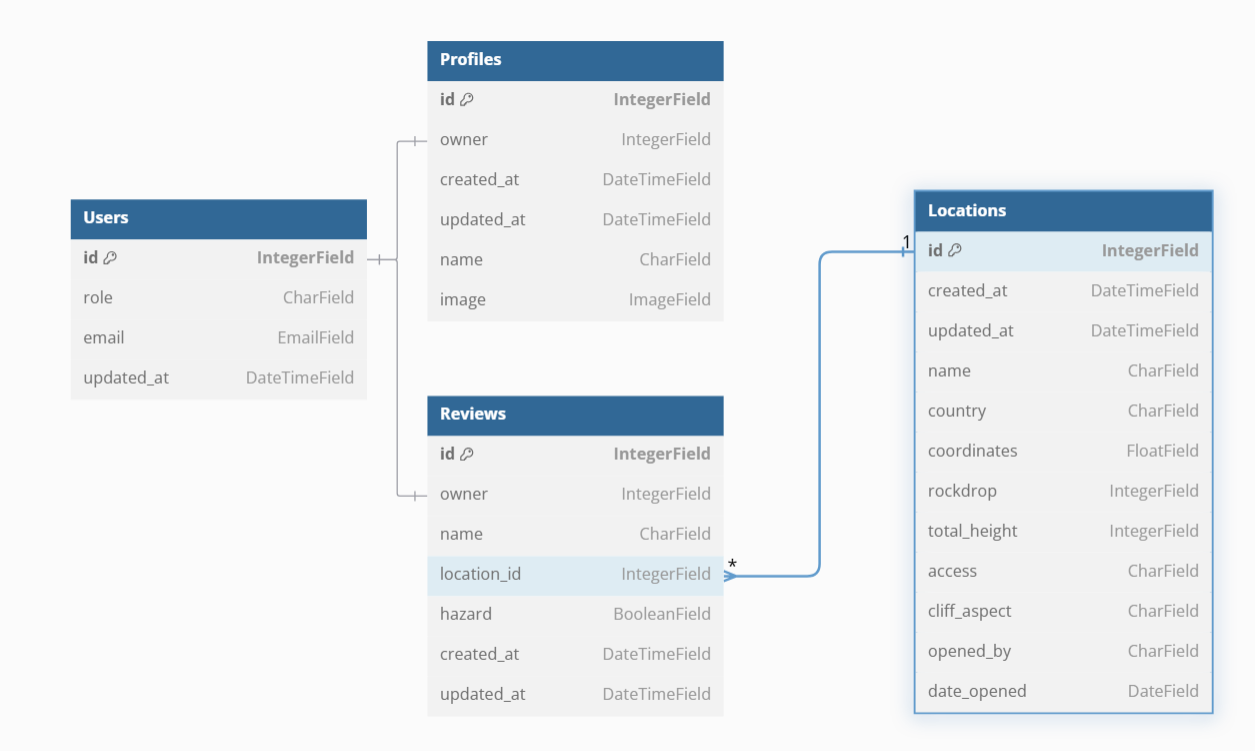 Profiles
id IntegerField
owner IntegerField
created_at DateTimeField
updated_at DateTimeField
name CharField
image ImageField
Users
id IntegerField
role CharField
email EmailField
updated_at DateTimeField
Reviews
id IntegerField
owner IntegerField
name CharField
location_id IntegerField *
hazard BooleanField
created_at DateTimeField
updated_at DateTimeField
Locations
1 id IntegerField
created_at DateTimeField
updated_at DateTimeField
name CharField
country CharField
coordinates FloatField
rockdrop IntegerField
total_height IntegerField
access CharField
cliff_aspect CharField
opened_by CharField
date_opened DateField